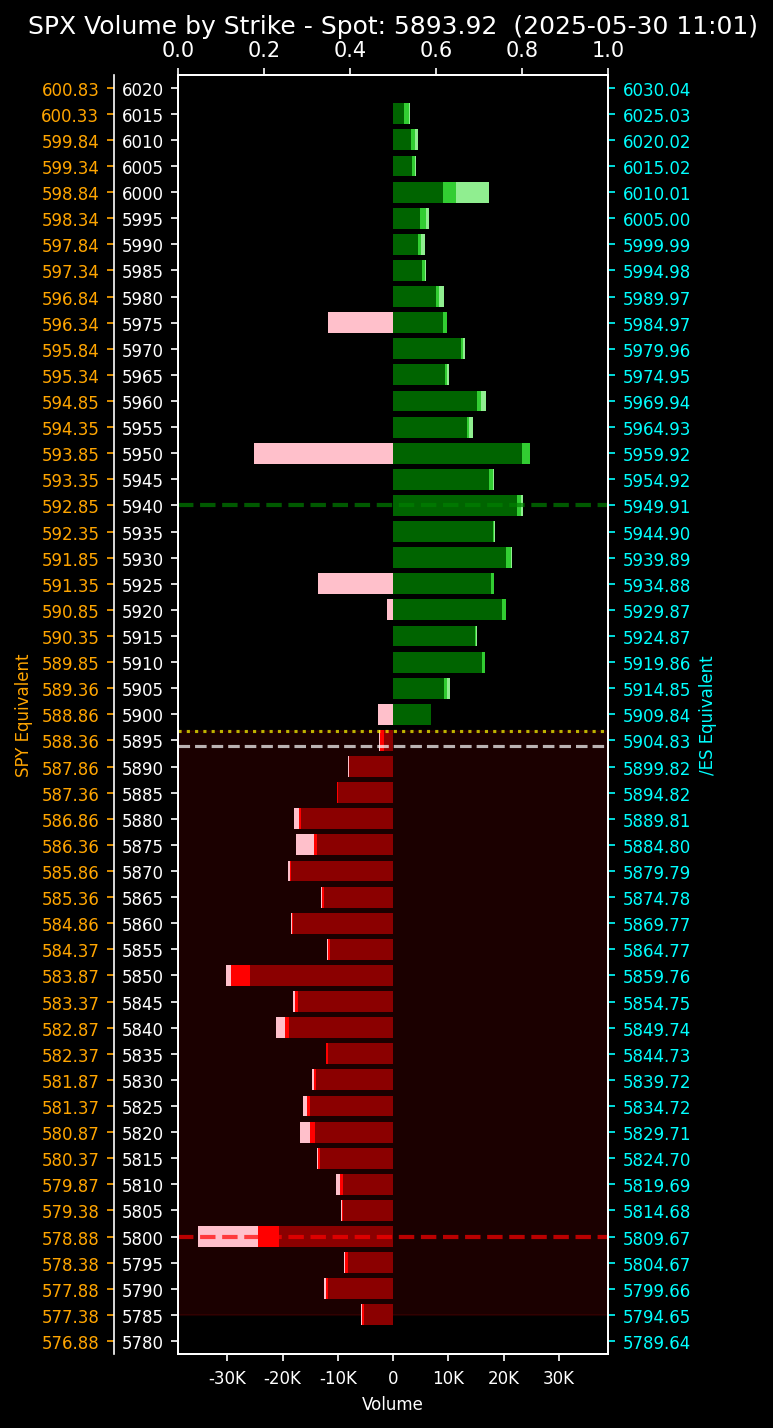 SPX Volume by Strike - Spot: 5893.92 (2025-05-30 11:01)
0.0 0.2 0.4 0.6 0.8 1.0
600.83 6020 6030.04
600.33 6015 6025.03
599.84 6010 6020.02
599.34 6005 6015.02
598.84 6000 6010.01
598.34 5995 6005.00
597.84 5990 5999.99
597.34 5985 5994.98
596.84 5980 5989.97
596.34 5975 5984.97
595.84 5970 5979.96
595.34 5965 5974.95
594.85 5960 5969.94
594.35 5955 5964.93
593.85 5950 5959.92
593.35 5945 5954.92
592.85 5940 5949.91
592.35 5935 5944.90
591.85 5930 5939.89
591.35 5925 5934.88
590.85 5920 5929.87
590.35 5915 5924.87
589.85 5910 5919.86
589.36 5905 5914.85
588.86 5900 5909.84
588.36 5895 5904.83
587.86 5890 5899.82
587.36 5885 5894.82
586.86 5880 5889.81
586.36 5875 5884.80
585.86 5870 5879.79
585.36 5865 5874.78
584.86 5860 5869.77
584.37 5855 5864.77
583.87 5850 5859.76
583.37 5845 5854.75
582.87 5840 5849.74
582.37 5835 5844.73
581.87 5830 5839.72
581.37 5825 5834.72
580.87 5820 5829.71
580.37 5815 5824.70
579.87 5810 5819.69
579.38 5805 5814.68
578.88 5800 5809.67
578.38 5795 5804.67
577.88 5790 5799.66
577.38 5785 5794.65
576.88 5780 5789.64
SPY Equivalent
/ES Equivalent
-30K -20K -10K 0 10K 20K 30K
Volume